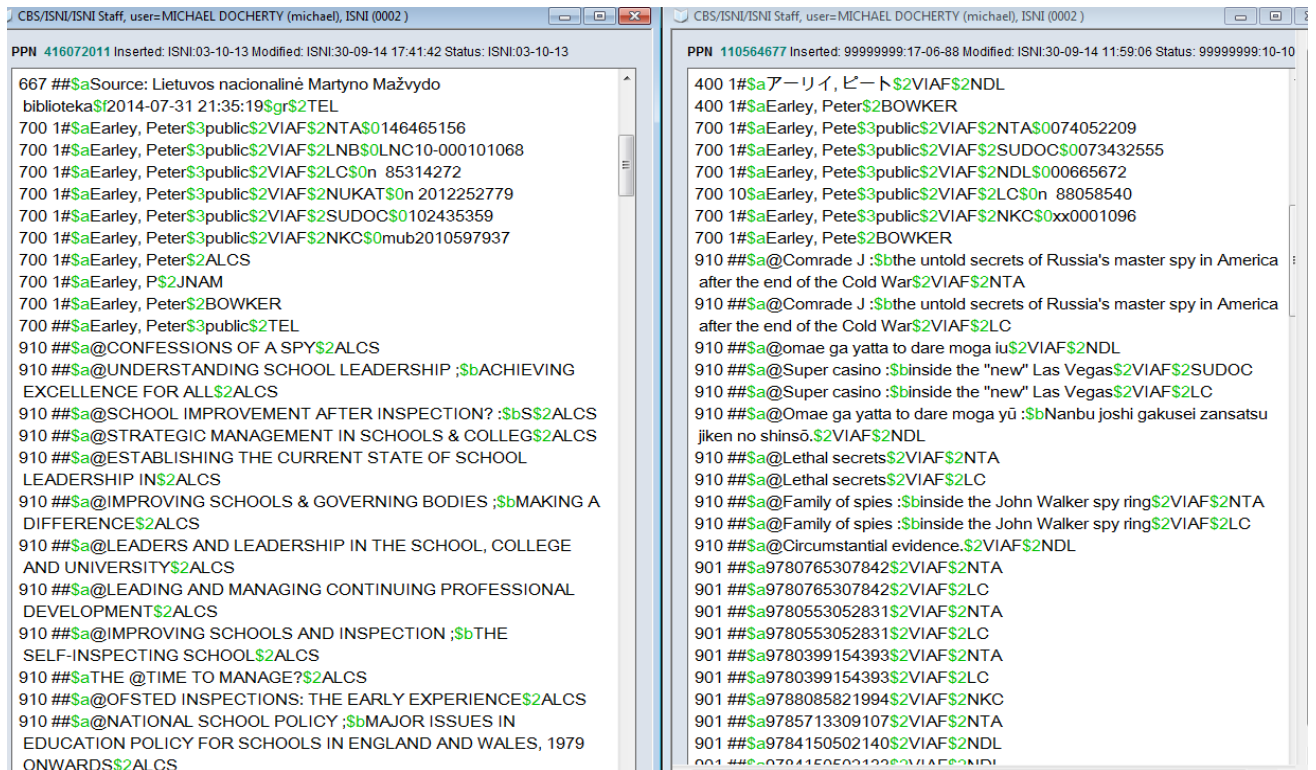 CBS/ISNI/ISNI Staff, user=MICHAEL DOCHERTY (michael), ISNI (0002 )
PPN 416072011 Inserted: ISNI:03-10-13 Modified: ISNI:30-09-14 17:41:42 Status: ISNI:03-10-13
667 ##$aSource: Lietuvos nacionalinė Martyno Mažvydo
biblioteka$f2014-07-31 21:35:19$gr$2TEL
700 1#$aEarley, Peter$3public$2VIAF$2NTA$0146465156
700 1#$aEarley, Peter$3public$2VIAF$2LNB$0LNC10-000101068
700 1#$aEarley, Peter$3public$2VIAF$2LC$0n  85314272
700 1#$aEarley, Peter$3public$2VIAF$2NUKAT$0n 2012252779
700 1#$aEarley, Peter$3public$2VIAF$2SUDOC$0102435359
700 1#$aEarley, Peter$3public$2VIAF$2NKC$0mub2010597937
700 1#$aEarley, Peter$2ALCS
700 1#$aEarley, P$2JNAM
700 1#$aEarley, Peter$2BOWKER
700 ##$aEarley, Peter$3public$2TEL
910 ##$a@CONFESSIONS OF A SPY$2ALCS
910 ##$a@UNDERSTANDING SCHOOL LEADERSHIP ;$bACHIEVING
EXCELLENCE FOR ALL$2ALCS
910 ##$a@SCHOOL IMPROVEMENT AFTER INSPECTION? :$bS$2ALCS
910 ##$a@STRATEGIC MANAGEMENT IN SCHOOLS & COLLEG$2ALCS
910 ##$a@ESTABLISHING THE CURRENT STATE OF SCHOOL
LEADERSHIP IN$2ALCS
910 ##$a@IMPROVING SCHOOLS & GOVERNING BODIES ;$bMAKING A
DIFFERENCE$2ALCS
910 ##$a@LEADERS AND LEADERSHIP IN THE SCHOOL, COLLEGE
AND UNIVERSITY$2ALCS
910 ##$a@LEADING AND MANAGING CONTINUING PROFESSIONAL
DEVELOPMENT$2ALCS
910 ##$a@IMPROVING SCHOOLS AND INSPECTION ;$bTHE
SELF-INSPECTING SCHOOL$2ALCS
910 ##$aTHE @TIME TO MANAGE?$2ALCS
910 ##$a@OFSTED INSPECTIONS: THE EARLY EXPERIENCE$2ALCS
910 ##$a@NATIONAL SCHOOL POLICY ;$bMAJOR ISSUES IN
EDUCATION POLICY FOR SCHOOLS IN ENGLAND AND WALES, 1979
ONWARDS$2ALCS
CBS/ISNI/ISNI Staff, user=MICHAEL DOCHERTY (michael), ISNI (0002 )
PPN 110564677 Inserted: 99999999:17-06-88 Modified: ISNI:30-09-14 11:59:06 Status: 99999999:10-10
400 1#$aアーリイ, ピート$2VIAF$2NDL
400 1#$aEarley, Peter$2BOWKER
700 1#$aEarley, Pete$3public$2VIAF$2NTA$0074052209
700 1#$aEarley, Pete$3public$2VIAF$2SUDOC$0073432555
700 1#$aEarley, Pete$3public$2VIAF$2NDL$000665672
700 10$aEarley, Pete$3public$2VIAF$2LC$0n  88058540
700 1#$aEarley, Pete$3public$2VIAF$2NKC$0xx0001096
700 1#$aEarley, Pete$2BOWKER
910 ##$a@Comrade J :$bthe untold secrets of Russia's master spy in America
after the end of the Cold War$2VIAF$2NTA
910 ##$a@Comrade J :$bthe untold secrets of Russia's master spy in America
after the end of the Cold War$2VIAF$2LC
910 ##$a@omae ga yatta to dare moga iu$2VIAF$2NDL
910 ##$a@Super casino :$binside the "new" Las Vegas$2VIAF$2SUDOC
910 ##$a@Super casino :$binside the "new" Las Vegas$2VIAF$2LC
910 ##$a@Omae ga yatta to dare moga yū :$bNanbu joshi gakusei zansatsu
jiken no shinsō.$2VIAF$2NDL
910 ##$a@Lethal secrets$2VIAF$2NTA
910 ##$a@Lethal secrets$2VIAF$2LC
910 ##$a@Family of spies :$binside the John Walker spy ring$2VIAF$2NTA
910 ##$a@Family of spies :$binside the John Walker spy ring$2VIAF$2LC
910 ##$a@Circumstantial evidence.$2VIAF$2NDL
901 ##$a9780765307842$2VIAF$2NTA
901 ##$a9780765307842$2VIAF$2LC
901 ##$a9780553052831$2VIAF$2NTA
901 ##$a9780553052831$2VIAF$2LC
901 ##$a9780399154393$2VIAF$2NTA
901 ##$a9780399154393$2VIAF$2LC
901 ##$a9788085821994$2VIAF$2NKC
901 ##$a9785713309107$2VIAF$2NTA
901 ##$a9784150502140$2VIAF$2NDL